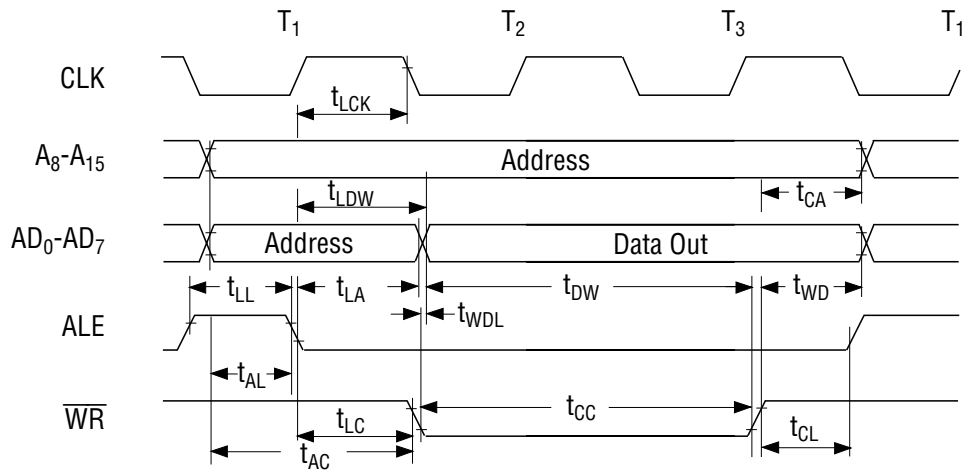 T1 T2 T3 T1
CLK
tLCK
A8-A15
Address
tLDW
tCA
AD0-AD7
Address
Data Out
tLL tLA tDW tWD
tWDL
ALE
tAL
tCC
WR
tLC
tCL
tAC